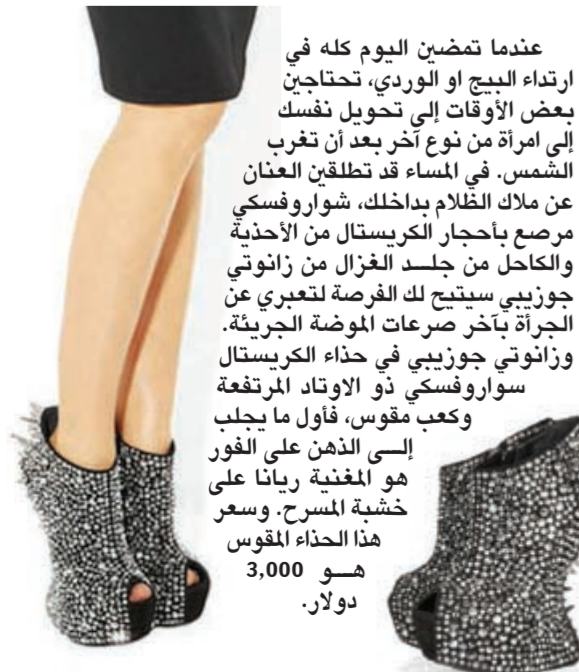 عندما تمضين اليوم كله في
ارتداء البيج او الوردي، تحتاجين
بعض الأوقات إلى تحويل نفسك
إلى امرأة من نوع آخر بعد أن تغرب
الشمس. في المساء قد تطلقين العنان
عن ملاك الظلام بداخلك، شواروفسكي
مرصع بأحجار الكريستال من الأحذية
والكاحل من جلد الغزال من زانوتي
جوزيبي سيتيح لك الفرصة لتعبري عن
الجرأة بآخر صرعات الموضة الجريئة.
وزانوتي جوزيبي في حذاء الكريستال
سواروفسكي ذو الاوتاد المرتفعة
وكعب مقوس، فأول ما يجلب
إلى الذهن على الفور
هو المغنية ريانا على
خشبة المسرح. وسعر
هذا الحذاء المقوس
هو 3,000
دولار.